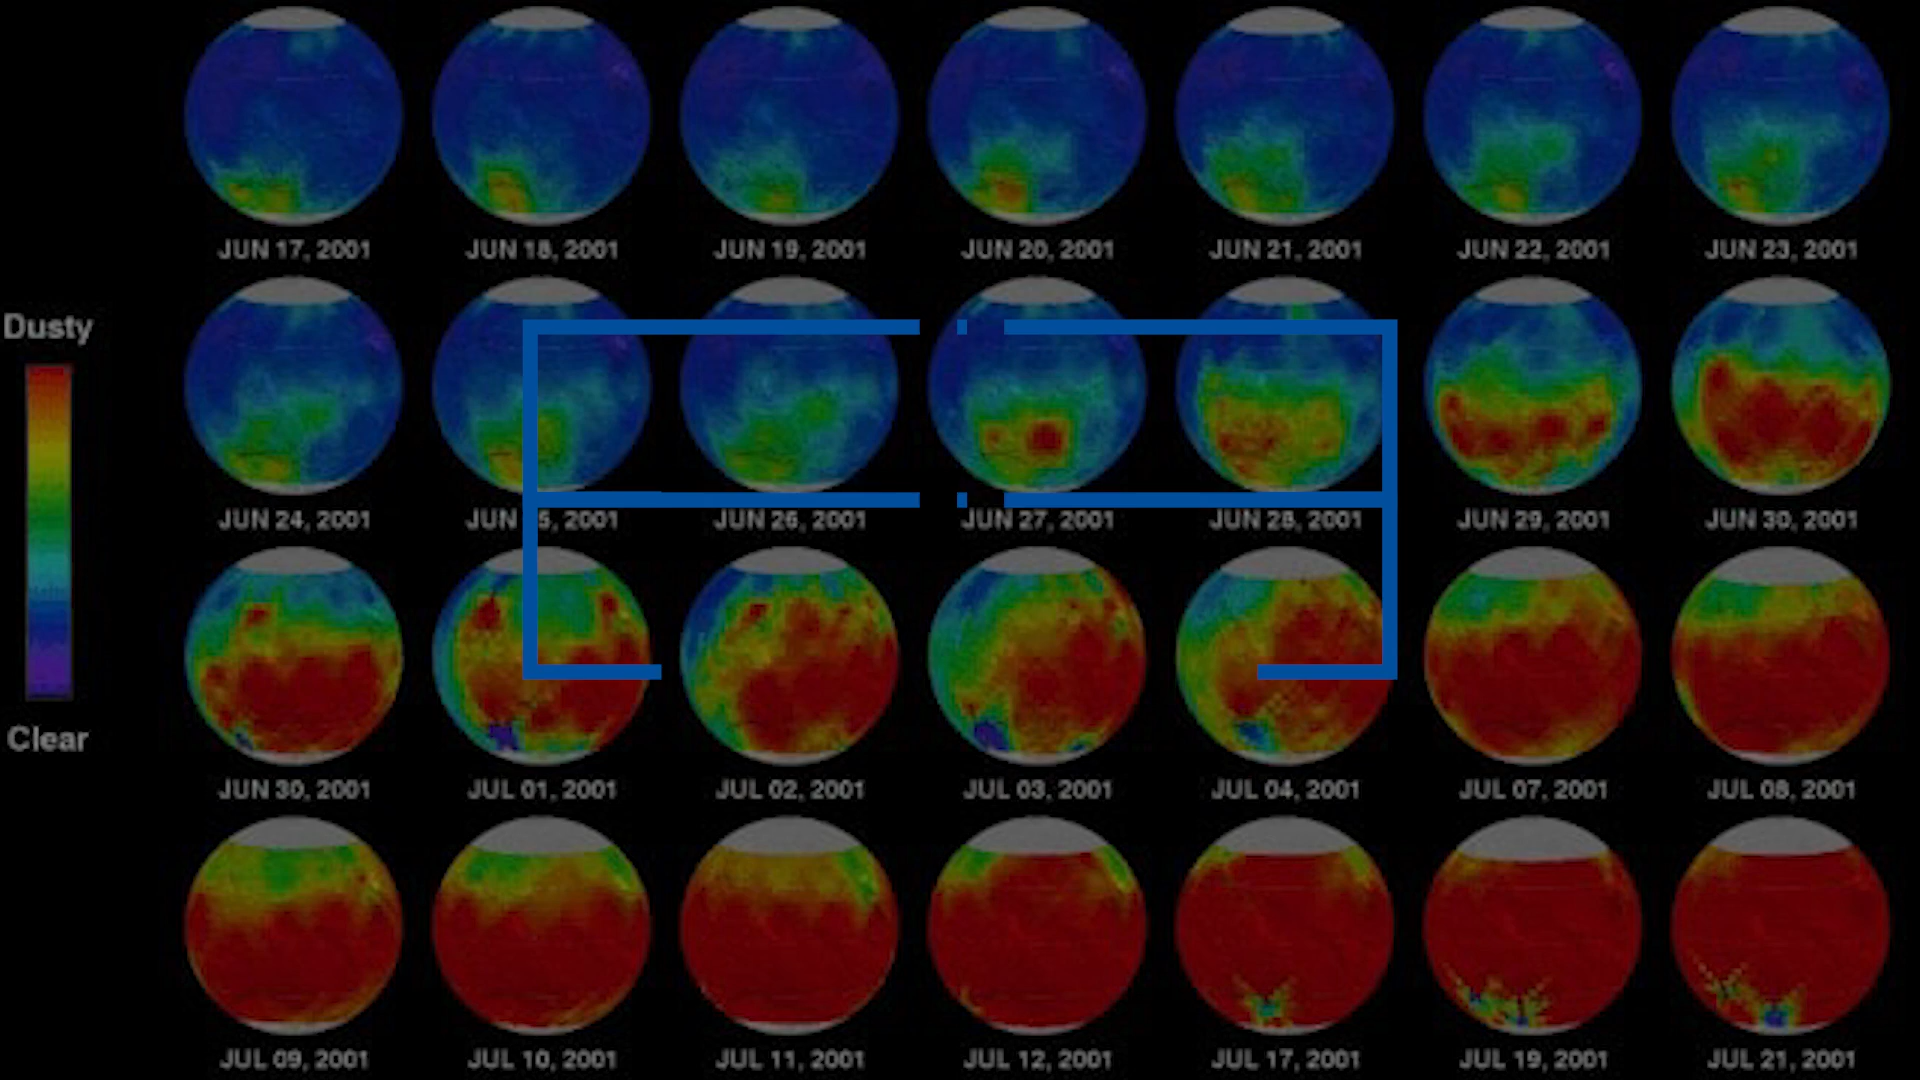 JUN 17, 2001 JUN 18, 2001 JUN 19, 2001 JUN 20, 2001 JUN 21, 2001 JUN 22, 2001 JUN 23, 2001
Dusty
JUN 24, 2001 JUN 5, 2001 JUN 26, 2001 JUN 27, 2001 JUN 28, 2001 JUN 29, 2001 JUN 30, 2001
Clear
JUN 30, 2001 JUL 01, 2001 JUL 02, 2001 JUL 03, 2001 JUL 04, 2001 JUL 07, 2001 JUL 08, 2001
JUL 09, 2001 JUL 10, 2001 JUL 11, 2001 JUL 12, 2001 JUL 17, 2001 JUL 19, 2001 JUL 21, 2001